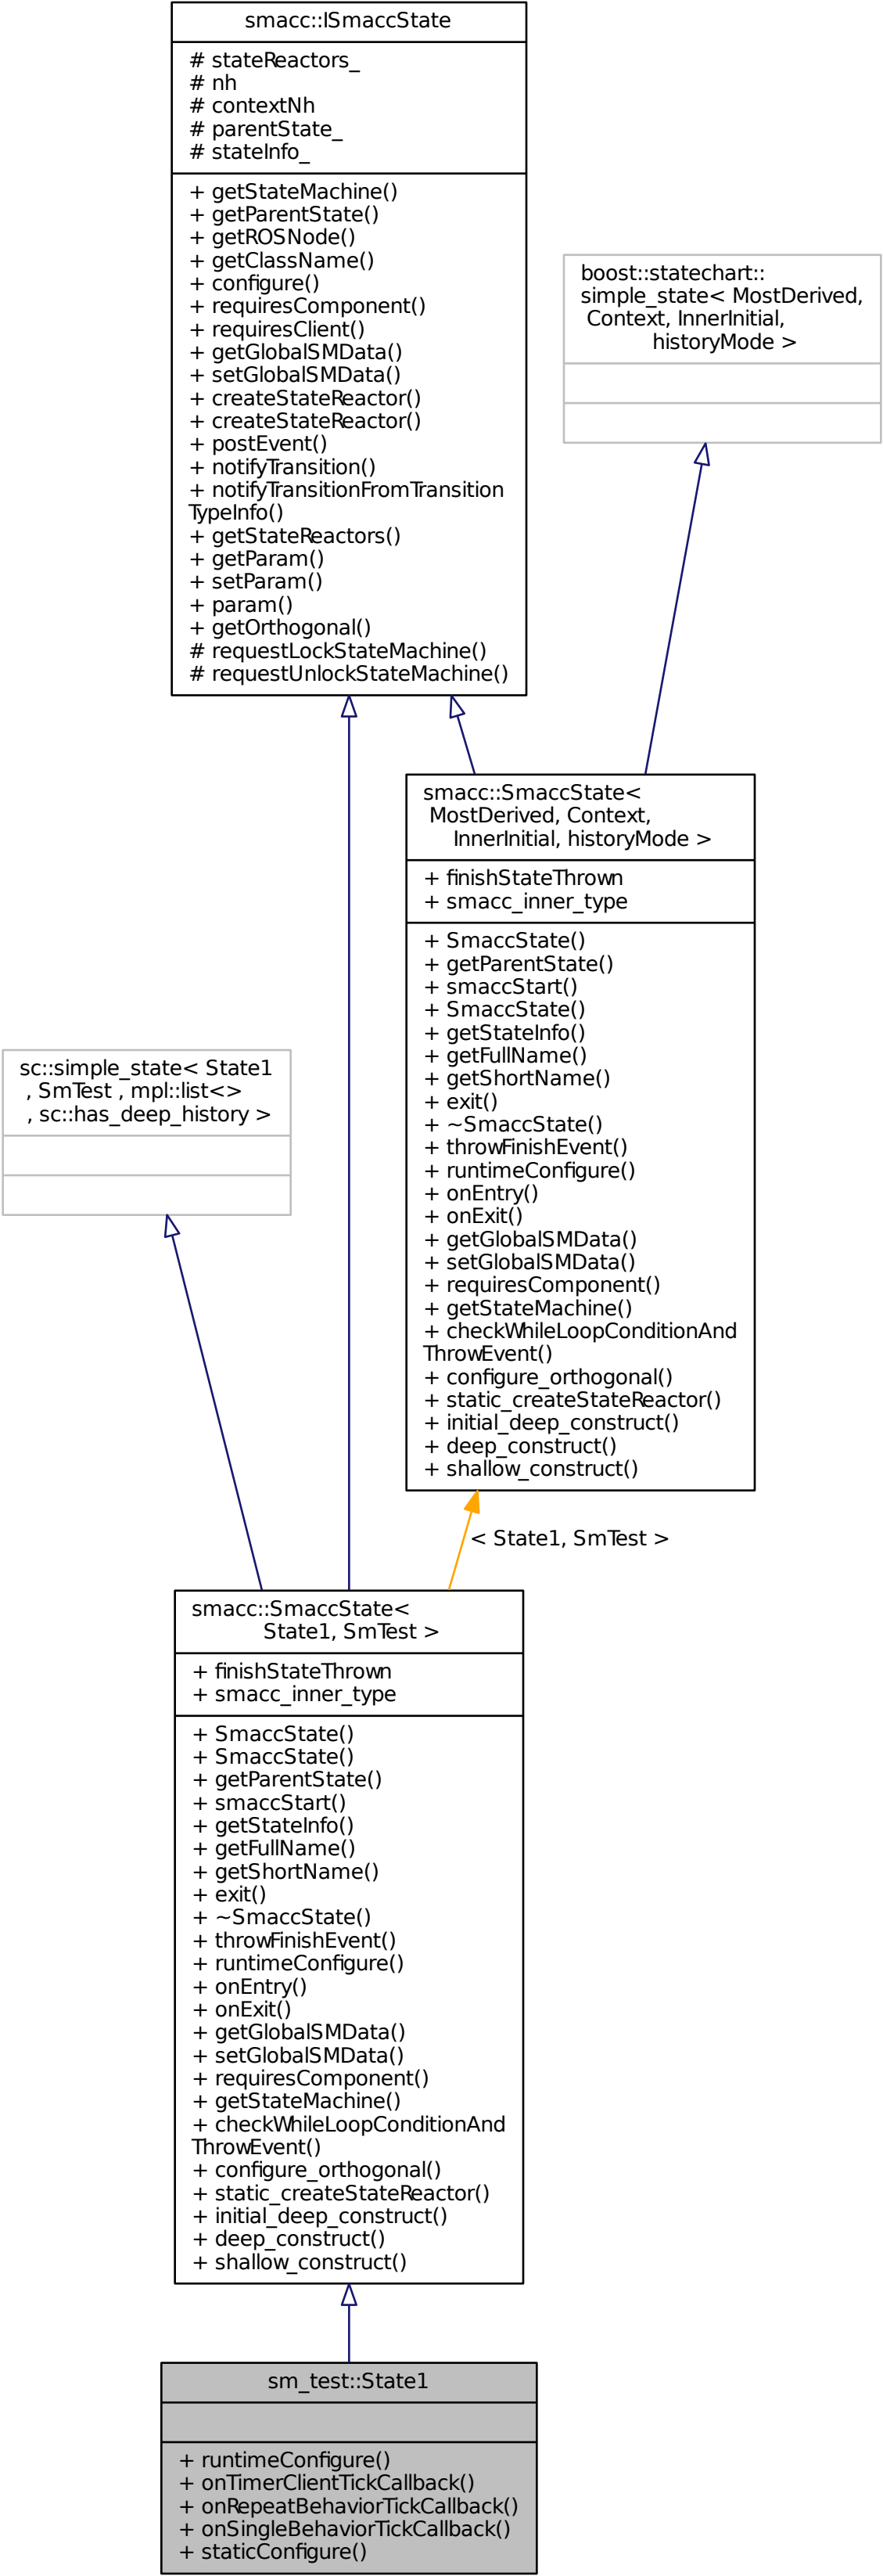 smacc::ISmaccState
# stateReactors_
# nh
# contextNh
# parentState_
# stateInfo_
+ getStateMachine()
+ getParentState()
+ getROSNode()
+ getClassName()
+ configure()
+ requiresComponent()
+ requiresClient()
+ getGlobalSMData()
+ setGlobalSMData()
+ createStateReactor()
+ createStateReactor()
+ postEvent()
+ notifyTransition()
+ notifyTransitionFromTransition
TypeInfo()
+ getStateReactors()
+ getParam()
+ setParam()
+ param()
+ getOrthogonal()
# requestLockStateMachine()
# requestUnlockStateMachine()
boost::statechart::
simple_state< MostDerived,
Context, InnerInitial,
historyMode >
smacc::SmaccState<
MostDerived, Context,
InnerInitial, historyMode >
+ finishStateThrown
+ smacc_inner_type
+ SmaccState()
+ getParentState()
+ smaccStart()
+ SmaccState()
+ getStateInfo()
+ getFullName()
+ getShortName()
+ exit()
+ ~SmaccState()
+ throwFinishEvent()
+ runtimeConfigure()
+ onEntry()
+ onExit()
+ getGlobalSMData()
+ setGlobalSMData()
+ requiresComponent()
+ getStateMachine()
+ checkWhileLoopConditionAnd
ThrowEvent()
+ configure_orthogonal()
+ static_createStateReactor()
+ initial_deep_construct()
+ deep_construct()
+ shallow_construct()
sc::simple_state< State1
, SmTest , mpl::list<>
, sc::has_deep_history >
< State1, SmTest >
smacc::SmaccState<
State1, SmTest >
+ finishStateThrown
+ smacc_inner_type
+ SmaccState()
+ SmaccState()
+ getParentState()
+ smaccStart()
+ getStateInfo()
+ getFullName()
+ getShortName()
+ exit()
+ ~SmaccState()
+ throwFinishEvent()
+ runtimeConfigure()
+ onEntry()
+ onExit()
+ getGlobalSMData()
+ setGlobalSMData()
+ requiresComponent()
+ getStateMachine()
+ checkWhileLoopConditionAnd
ThrowEvent()
+ configure_orthogonal()
+ static_createStateReactor()
+ initial_deep_construct()
+ deep_construct()
+ shallow_construct()
sm_test::State1
+ runtimeConfigure()
+ onTimerClientTickCallback()
+ onRepeatBehaviorTickCallback()
+ onSingleBehaviorTickCallback()
+ staticConfigure()